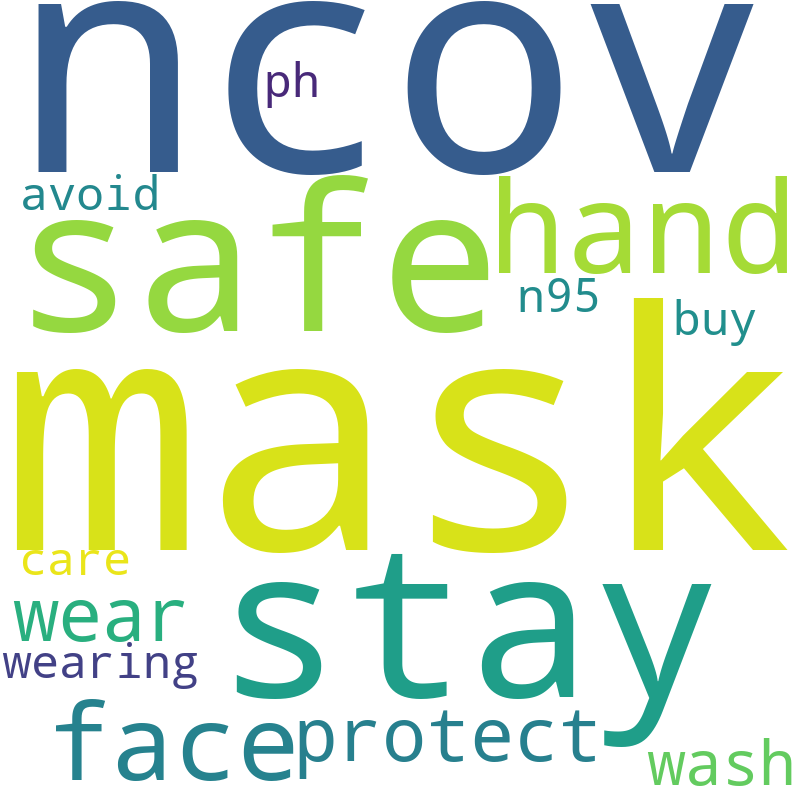 ncov
ph
avoid
safe
hand
n95
buy
mask
care
stay
wear
wearing
face
protect
wash